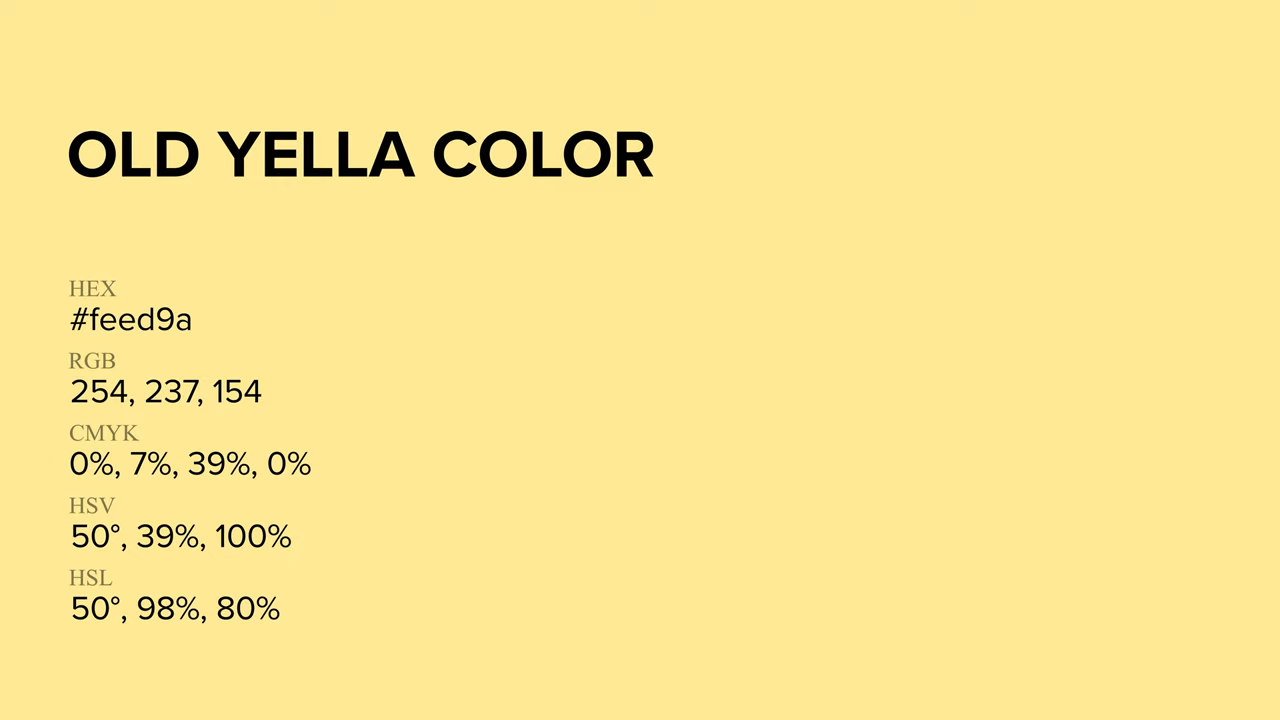 OLD YELLA COLOR
HEX
#feed9a
RGB
254, 237, 154
CMYK
0%, 7%, 39%, 0%
HSV
50°, 39%, 100%
HSL
50°, 98%, 80%